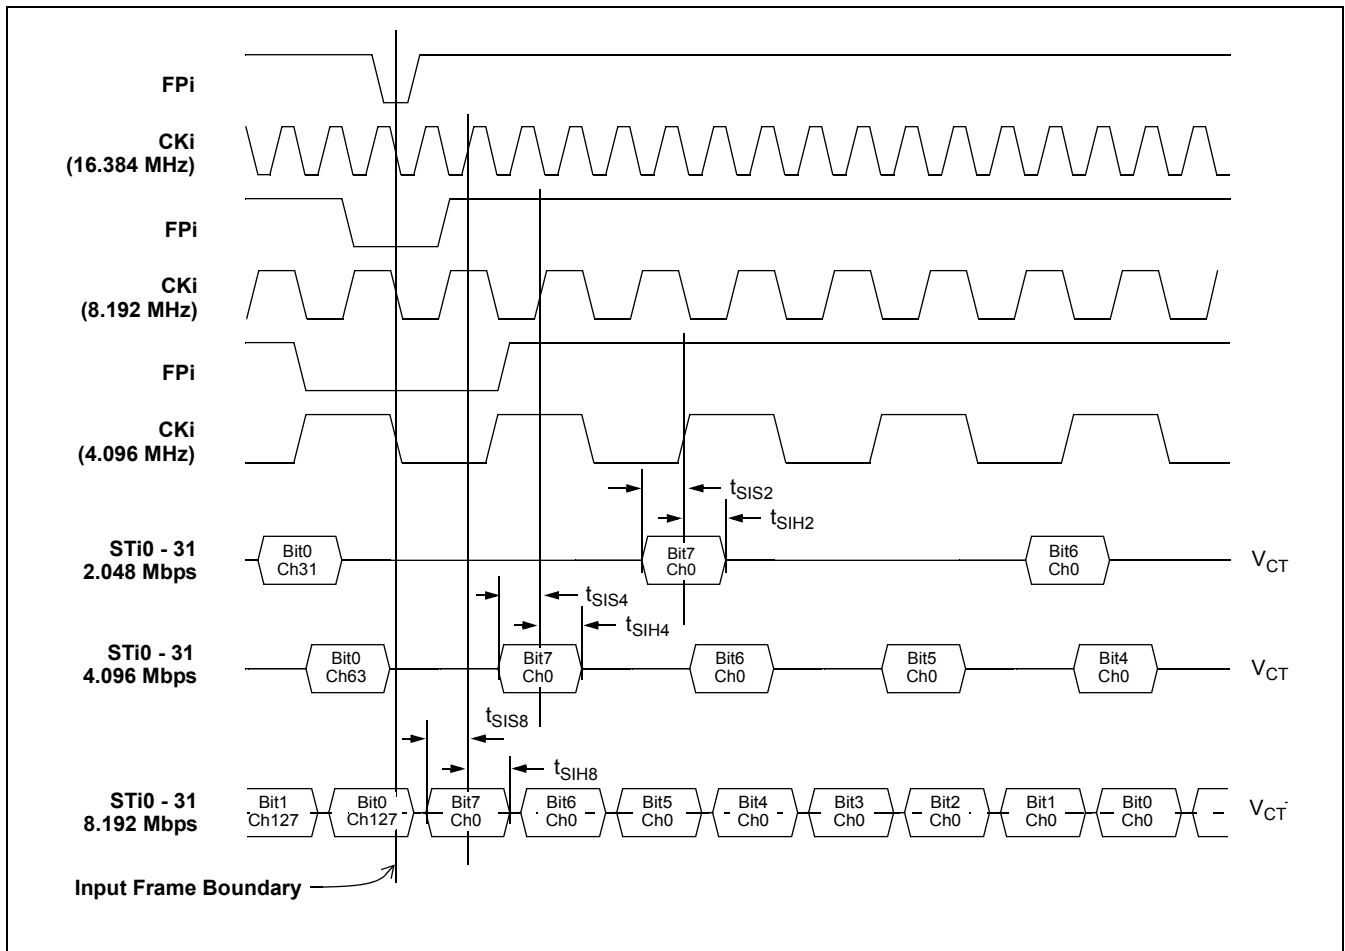 FPi
CKi
(16.384 MHz)
FPi
CKi
(8.192 MHz)
FPi
CKi
(4.096 MHz)
tSIS2
tSIH2
STi0 - 31
2.048 Mbps
Bit0
Ch31
Bit7
Ch0
Bit6
Ch0
VCT
tSIS4
tSIH4
STi0 - 31
4.096 Mbps
Bit0
Ch63
Bit7
Ch0
Bit6
Ch0
Bit5
Ch0
Bit4
Ch0
VCT
tSIS8
tSIH8
STi0 - 31
8.192 Mbps
Bit1
Ch127
Bit0
Ch127
Bit7
Ch0
Bit6
Ch0
Bit5
Ch0
Bit4
Ch0
Bit3
Ch0
Bit2
Ch0
Bit1
Ch0
Bit0
Ch0
VCT
Input Frame Boundary